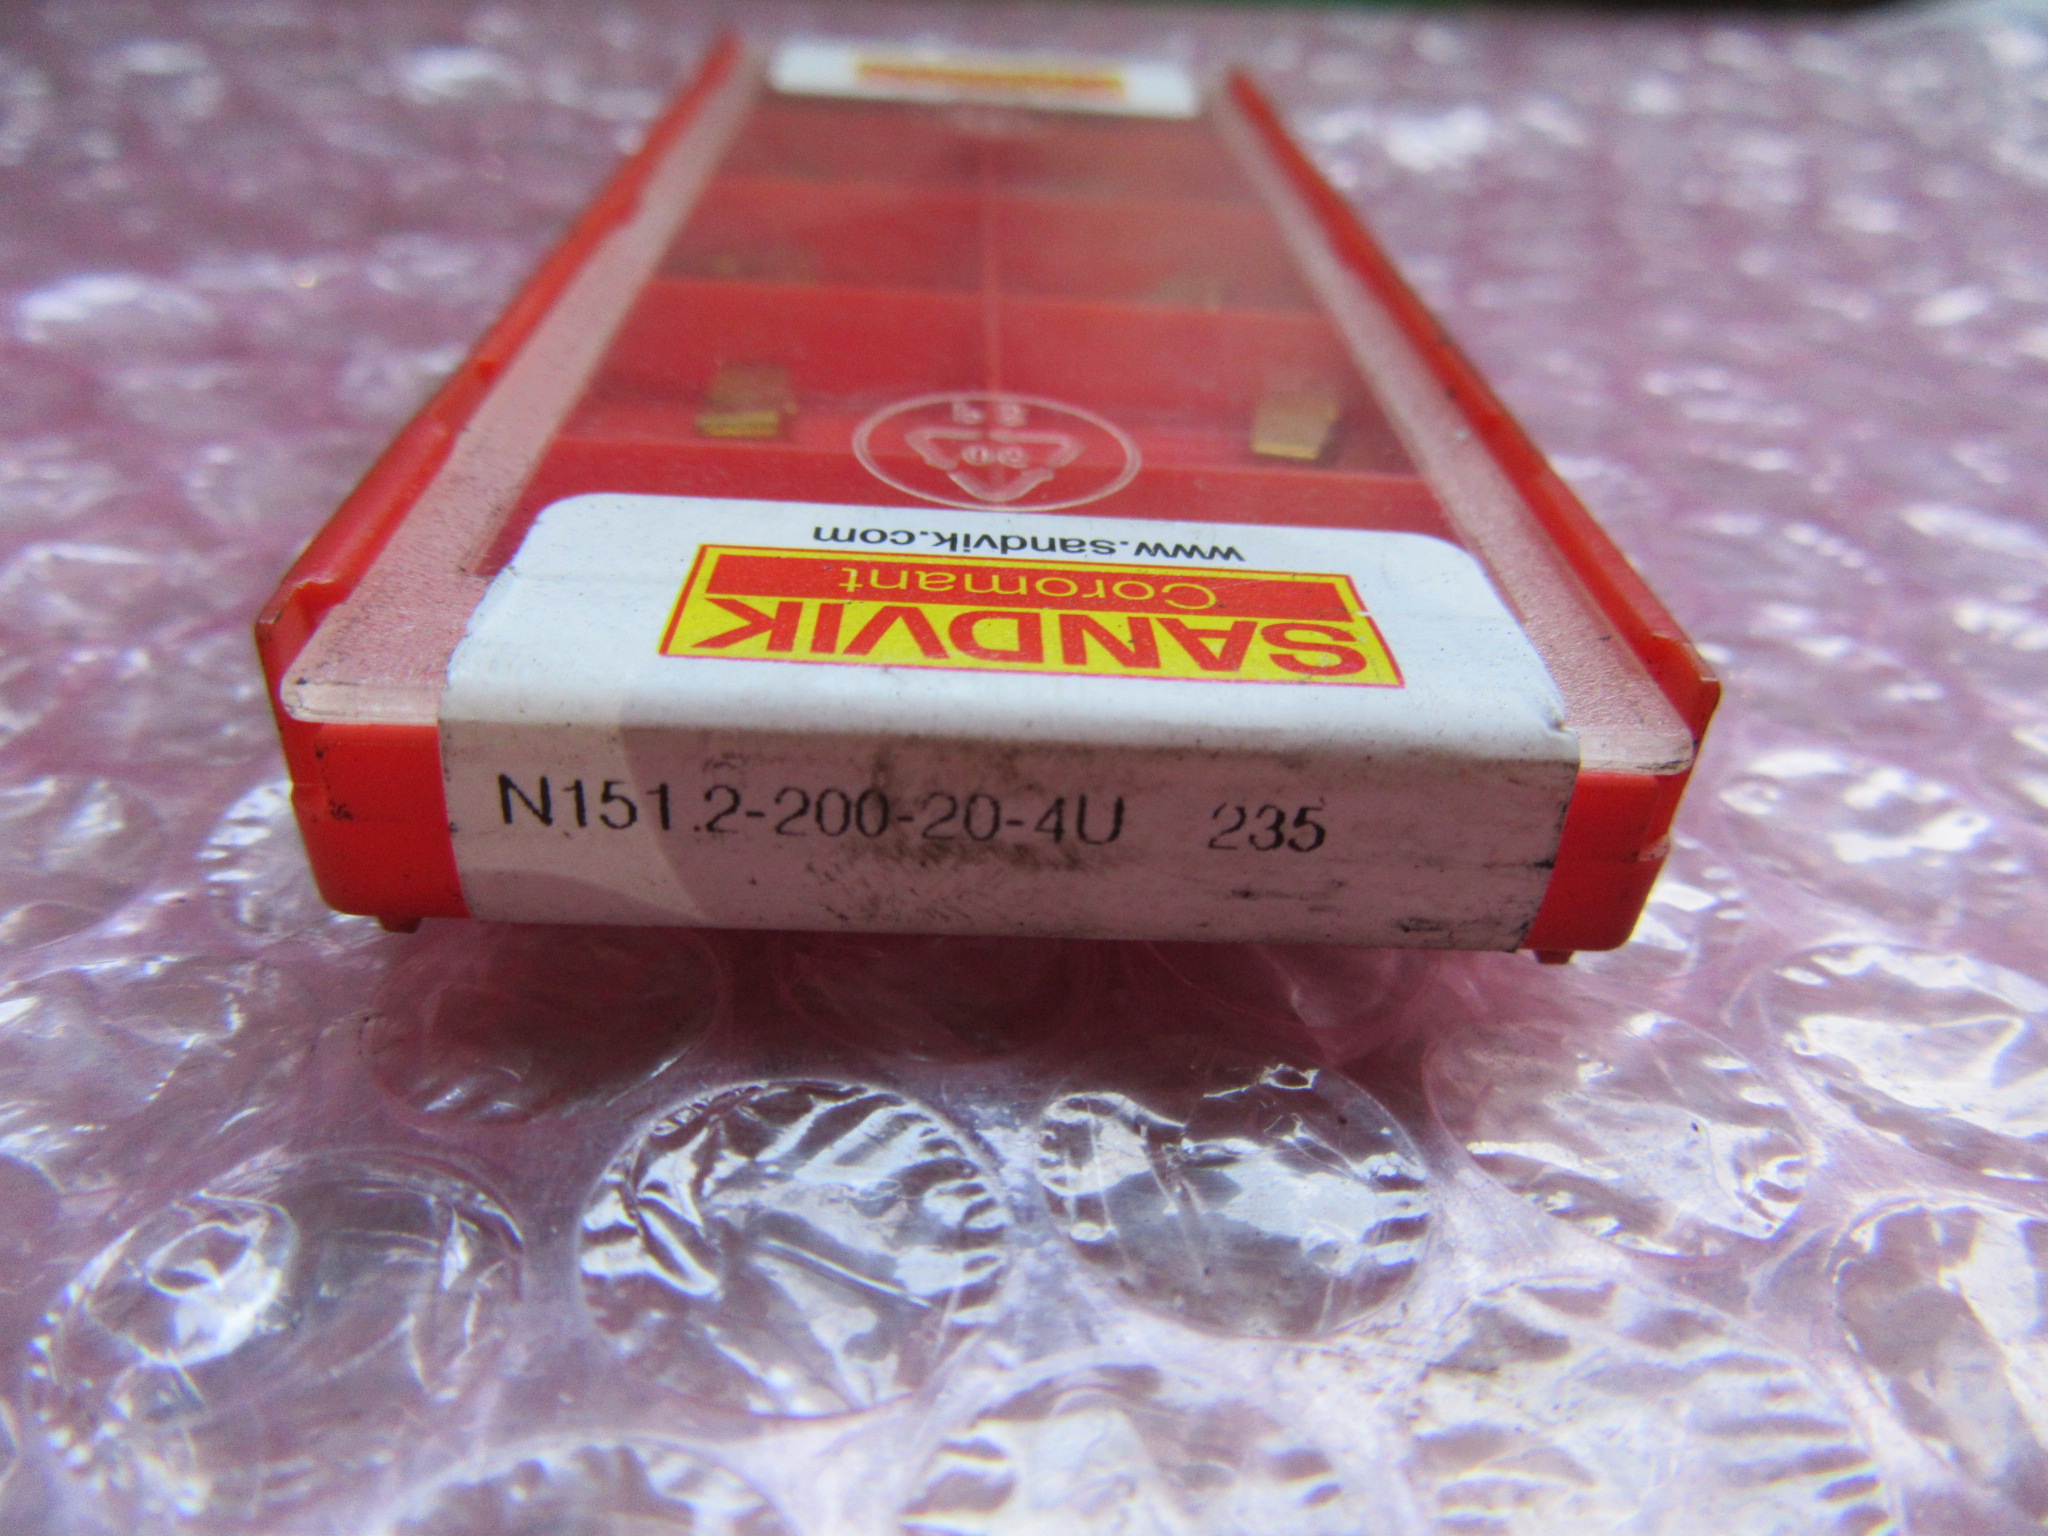 www.sandvik.com
Coromant
SANDVIK
N151.2-200-20-4U 235